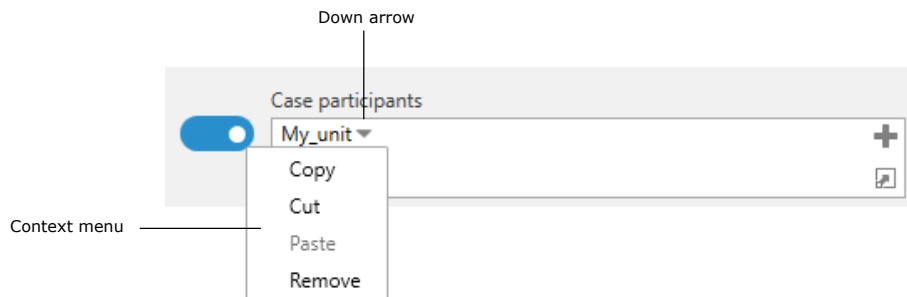 Down arrow
Case participants
My_unit
Copy
Cut
Context menu
Paste
Remove